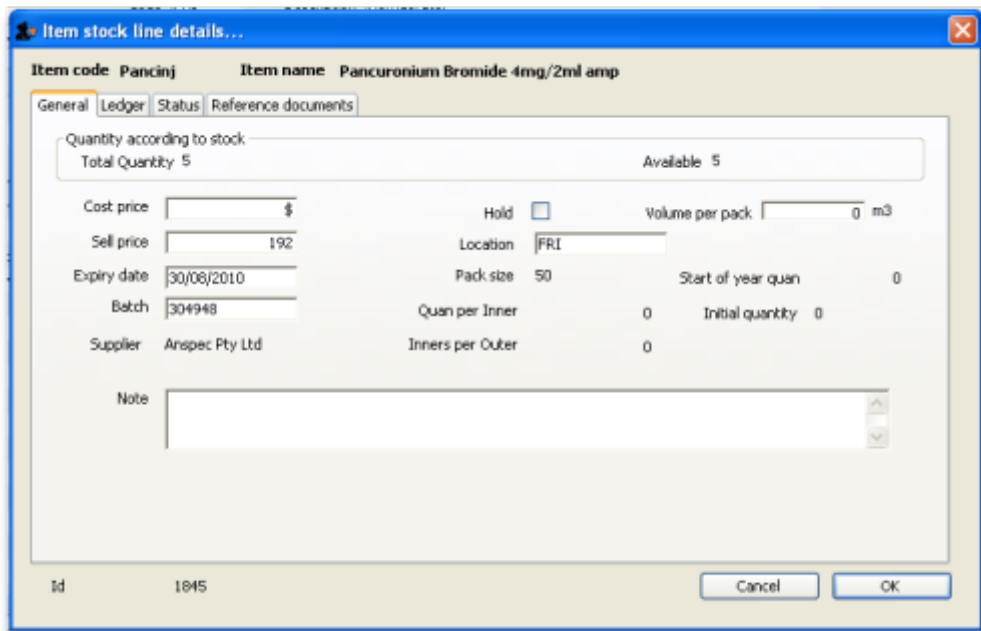 Item stock line details...
Item code Pancinj Item name Pancuronium Bromide 4mg/2ml amp
General Ledger Status Reference documents
Quantity according to stock
Total Quantity 5 Available 5
Cost price $ Hold Volume per pack 0 m3
Sell price 192 Location FRI
Expiry date 30/08/2010 Pack size 50 Start of year quan 0
Batch 304948 Quan per Inner 0 Initial quantity 0
Supplier Anspec Pty Ltd Inners per Outer 0
Note
Id 1845 Cancel OK